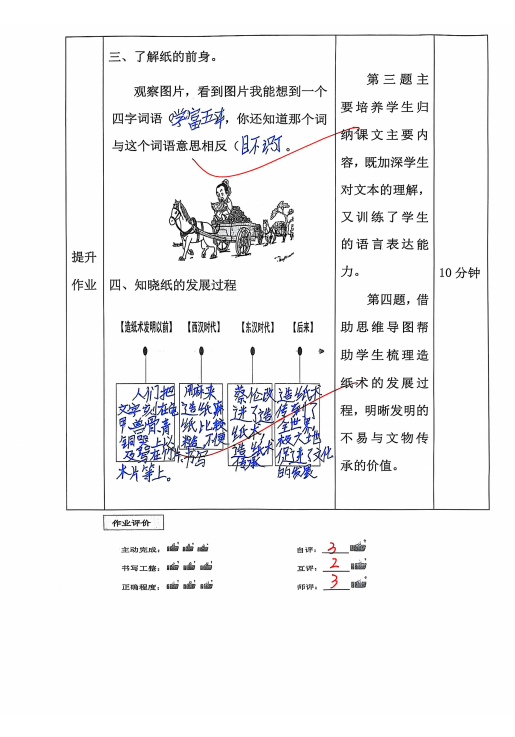 三、了解纸的前身。
观察图片，看到图片我能想到一个
四字词语（学富五车，你还知道那个词
与这个词语意思相反（目不识丁。
提升
作业
四、知晓纸的发展过程
【造纸术发明以前】【西汉时代】【东汉时代】【后来】
人们把
文字刻在龟
甲、兽骨、青
铜器上以
及写在竹片、
木片等上。
用麻来
造纸,麻
纸比较
粗糙,不便
书写
蔡伦改
进了造
纸术,
造纸术
传承
造纸术
传到了
全世界,
极大地
促进了文化
的发展
第三题主
要培养学生归
纳课文主要内
容，既加深学生
对文本的理解，
又训练了学生
的语言表达能
力。
第四题，借
助思维导图帮
助学生梳理造
纸术的发展过
程，明晰发明的
不易与文物传
承的价值。
10 分钟
作业评价
主动完成：
书写工整：
正确程度：
自评：3
互评：2
师评：3